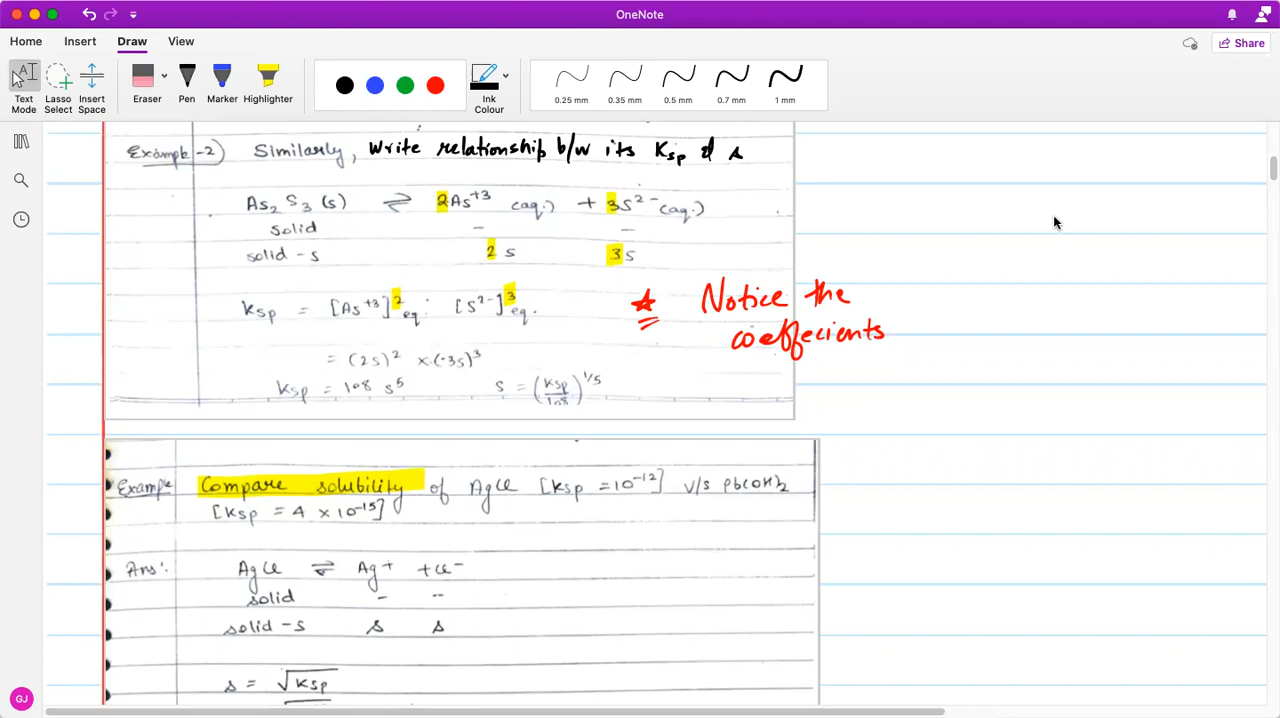 OneNote
Home Insert Draw View
Share
Text Mode
Lasso Select
Insert Space
Eraser
Pen
Marker
Highlighter
Ink Colour
0.25 mm
0.35 mm
0.5 mm
0.7 mm
1 mm
Example-2) Similarly, Write relationship b/w its Ksp & s
As₂S₃(s) ⇌ 2As⁺³ (aq.) + 3S²⁻(aq.)
solid - -
solid-s 2s 3s
Ksp = [As⁺³]²eq. [S²⁻]³eq.
= (2s)² × (3s)³
Ksp = 108 s⁵ s = (Ksp/108)^1/5
★ Notice the
coeffecients
Example Compare solubility of AgCl [Ksp = 10⁻¹²] v/s Pb(OH)₂
[Ksp = 4 × 10⁻¹⁵]
Ans: AgCl ⇌ Ag+ + Cl-
solid - -
solid-s s s
s = √Ksp
GJ